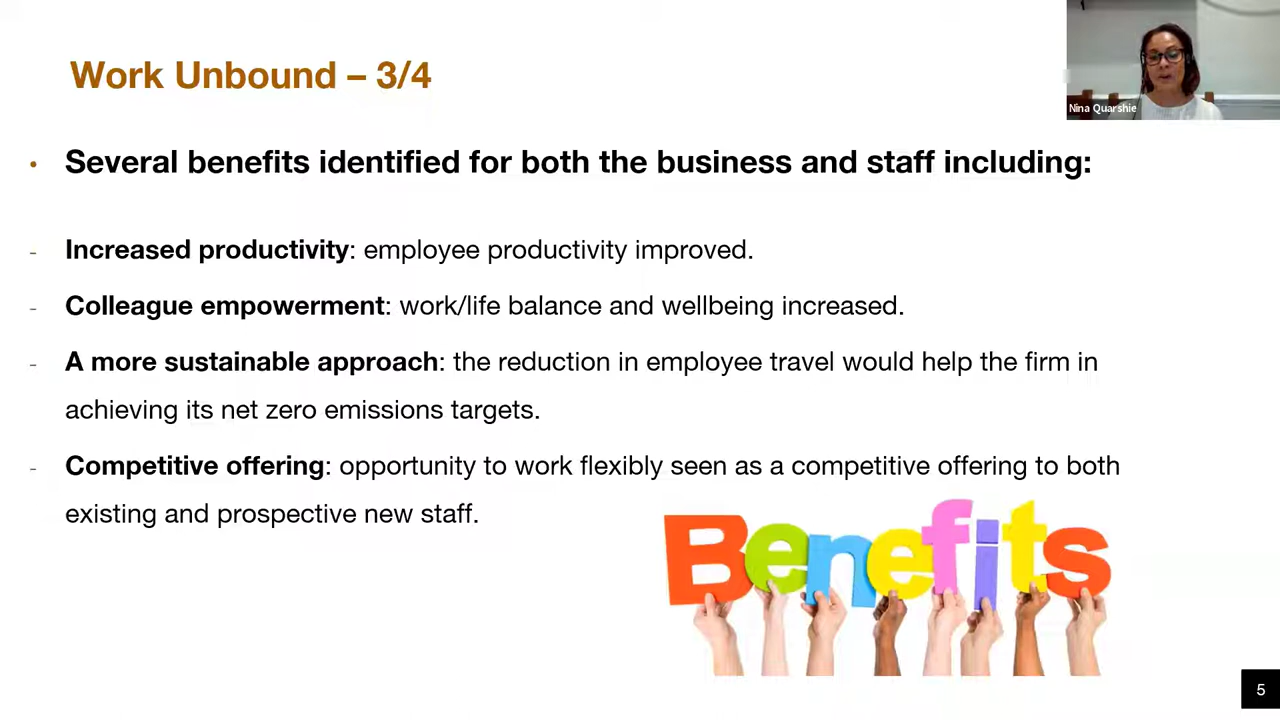 Work Unbound – 3/4
Nina Quarshie
• Several benefits identified for both the business and staff including:
- Increased productivity: employee productivity improved.
- Colleague empowerment: work/life balance and wellbeing increased.
- A more sustainable approach: the reduction in employee travel would help the firm in
achieving its net zero emissions targets.
- Competitive offering: opportunity to work flexibly seen as a competitive offering to both
existing and prospective new staff.
Benefits
5